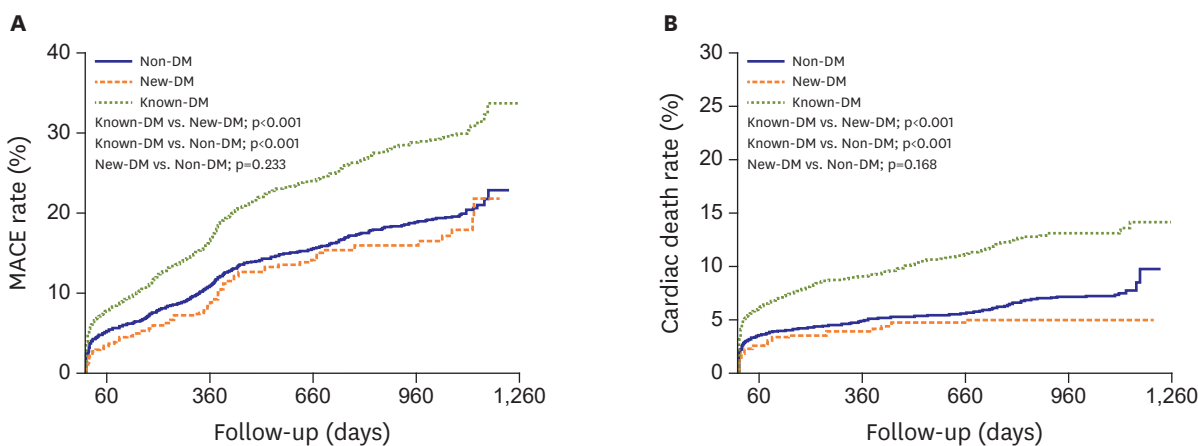 A
MACE rate (%)
40
30
20
10
0
Non-DM
New-DM
Known-DM
Known-DM vs. New-DM; p<0.001
Known-DM vs. Non-DM; p<0.001
New-DM vs. Non-DM; p=0.233
60 360 660 960 1,260
Follow-up (days)
B
Cardiac death rate (%)
30
25
20
15
10
5
0
Non-DM
New-DM
Known-DM
Known-DM vs. New-DM; p<0.001
Known-DM vs. Non-DM; p<0.001
New-DM vs. Non-DM; p=0.168
60 360 660 960 1,260
Follow-up (days)